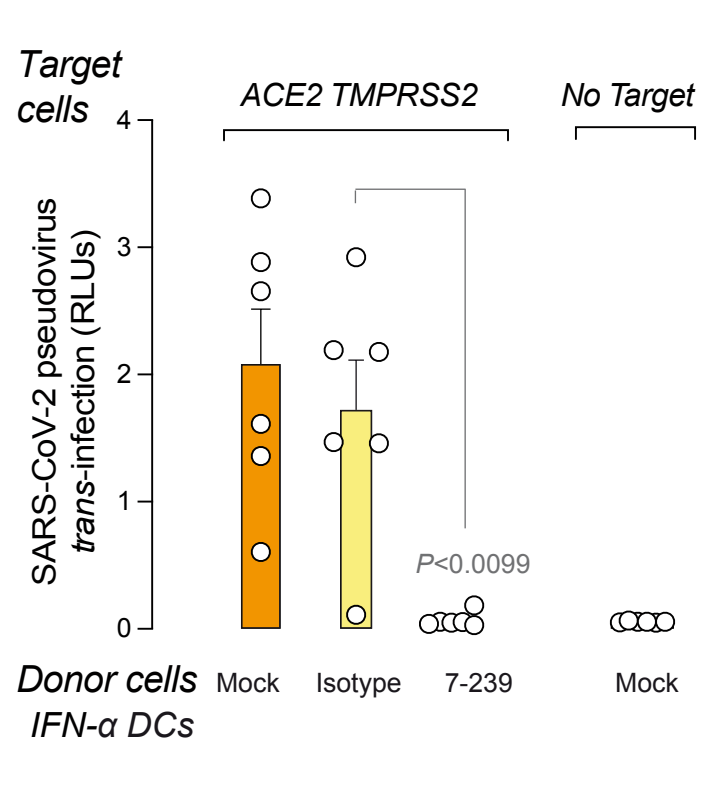 Target
cells
ACE2 TMPRSS2
No Target
4
3
2
1
0
SARS-CoV-2 pseudovirus
trans-infection (RLUs)
P<0.0099
Donor cells
Mock
Isotype
7-239
Mock
IFN-α DCs